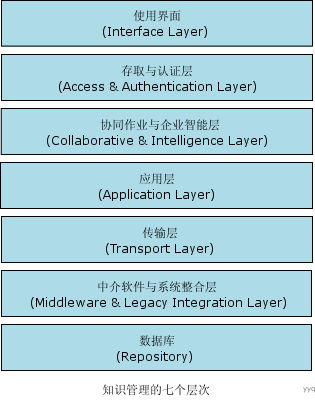 使用界面
(Interface Layer)
存取与认证层
(Access & Authentication Layer)
协同作业与企业智能层
(Collaborative & Intelligence Layer)
应用层
(Application Layer)
传输层
(Transport Layer)
中介软件与系统整合层
(Middleware & Legacy Integration Layer)
数据库
(Repository)
知识管理的七个层次
yyq